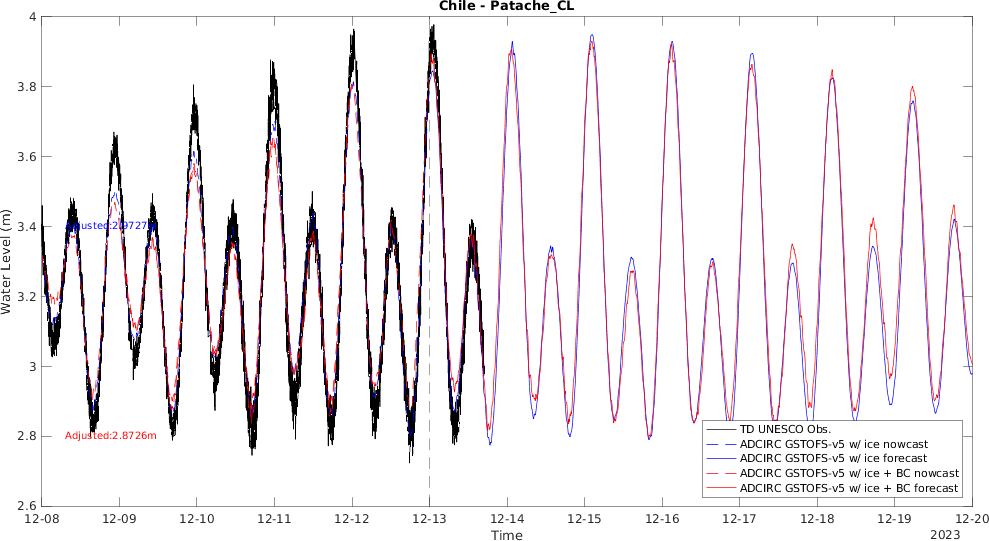 Chile - Patache_CL
Water Level (m)
4
3.8
3.6
3.4
3.2
3
2.8
2.6
Adjusted:2.9727m
Adjusted:2.8726m
TD UNESCO Obs.
ADCIRC GSTOFS-v5 w/ ice nowcast
ADCIRC GSTOFS-v5 w/ ice forecast
ADCIRC GSTOFS-v5 w/ ice + BC nowcast
ADCIRC GSTOFS-v5 w/ ice + BC forecast
12-08 12-09 12-10 12-11 12-12 12-13 12-14 12-15 12-16 12-17 12-18 12-19 12-20
Time
2023